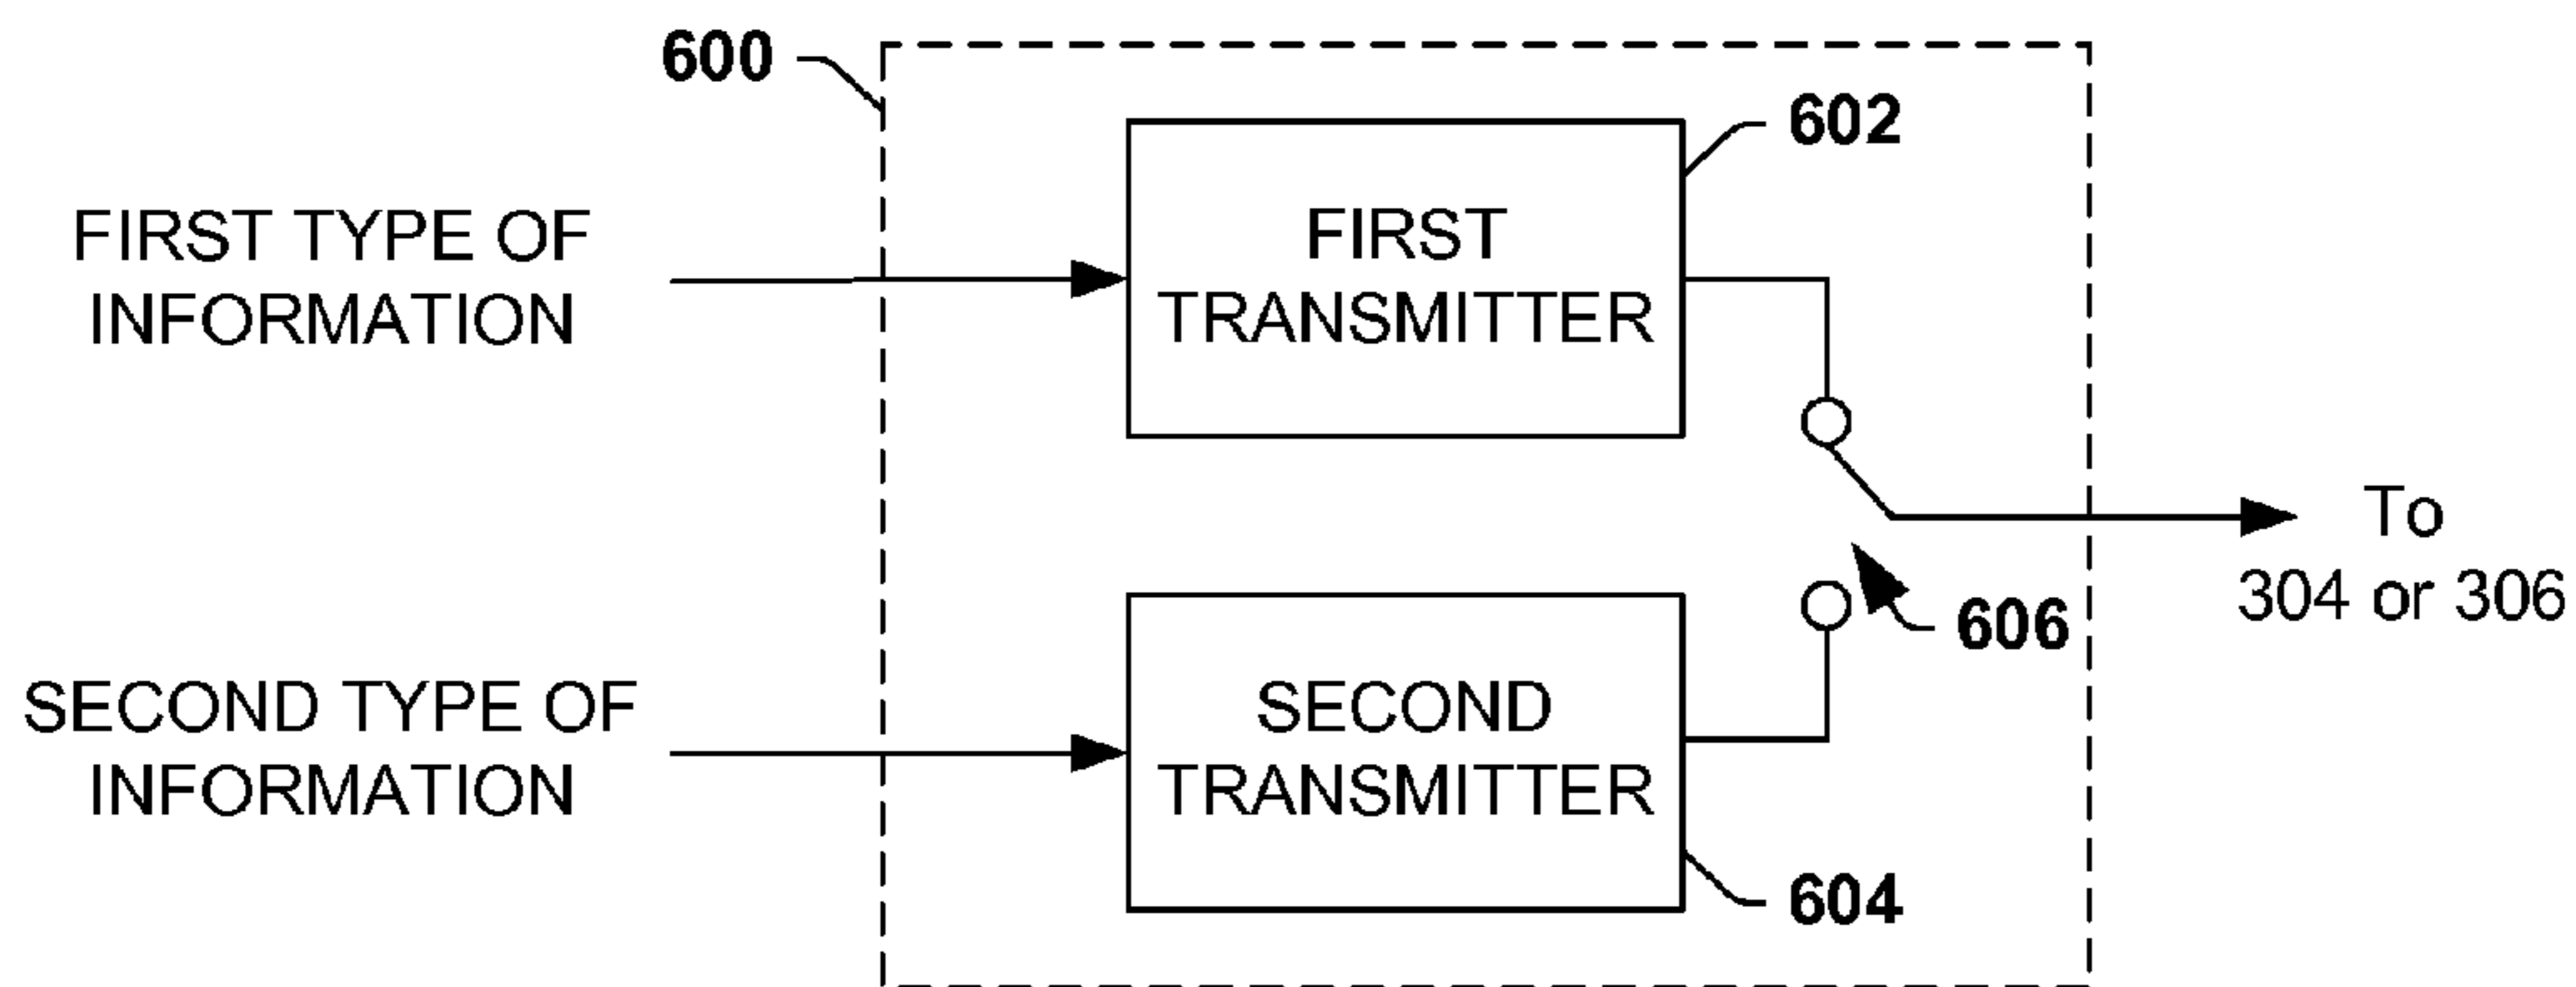 600
602
FIRST TYPE OF
INFORMATION
FIRST
TRANSMITTER
To
304 or 306
606
SECOND TYPE OF
INFORMATION
SECOND
TRANSMITTER
604